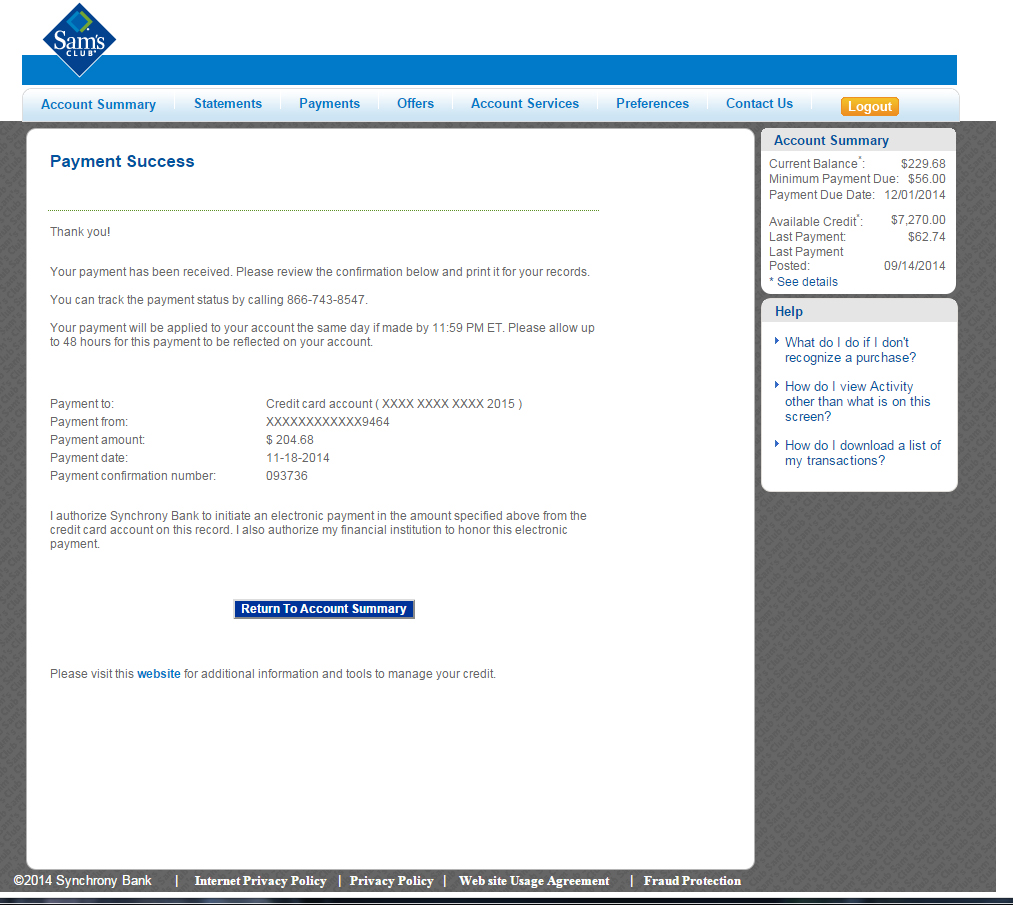 Sam's
CLUB
Account Summary
Statements
Payments
Offers
Account Services
Preferences
Contact Us
Logout
Payment Success
Thank you!
Your payment has been received. Please review the confirmation below and print it for your records.
You can track the payment status by calling 866-743-8547.
Your payment will be applied to your account the same day if made by 11:59 PM ET. Please allow up
to 48 hours for this payment to be reflected on your account.
Payment to: Credit card account ( XXXX XXXX XXXX 2015 )
Payment from: XXXXXXXXXXXX9464
Payment amount: $ 204.68
Payment date: 11-18-2014
Payment confirmation number: 093736
I authorize Synchrony Bank to initiate an electronic payment in the amount specified above from the
credit card account on this record. I also authorize my financial institution to honor this electronic
payment.
Return To Account Summary
Please visit this website for additional information and tools to manage your credit.
Account Summary
Current Balance*: $229.68
Minimum Payment Due: $56.00
Payment Due Date: 12/01/2014
Available Credit*: $7,270.00
Last Payment: $62.74
Last Payment
Posted: 09/14/2014
* See details
Help
What do I do if I don't
recognize a purchase?
How do I view Activity
other than what is on this
screen?
How do I download a list of
my transactions?
©2014 Synchrony Bank | Internet Privacy Policy | Privacy Policy | Web site Usage Agreement | Fraud Protection